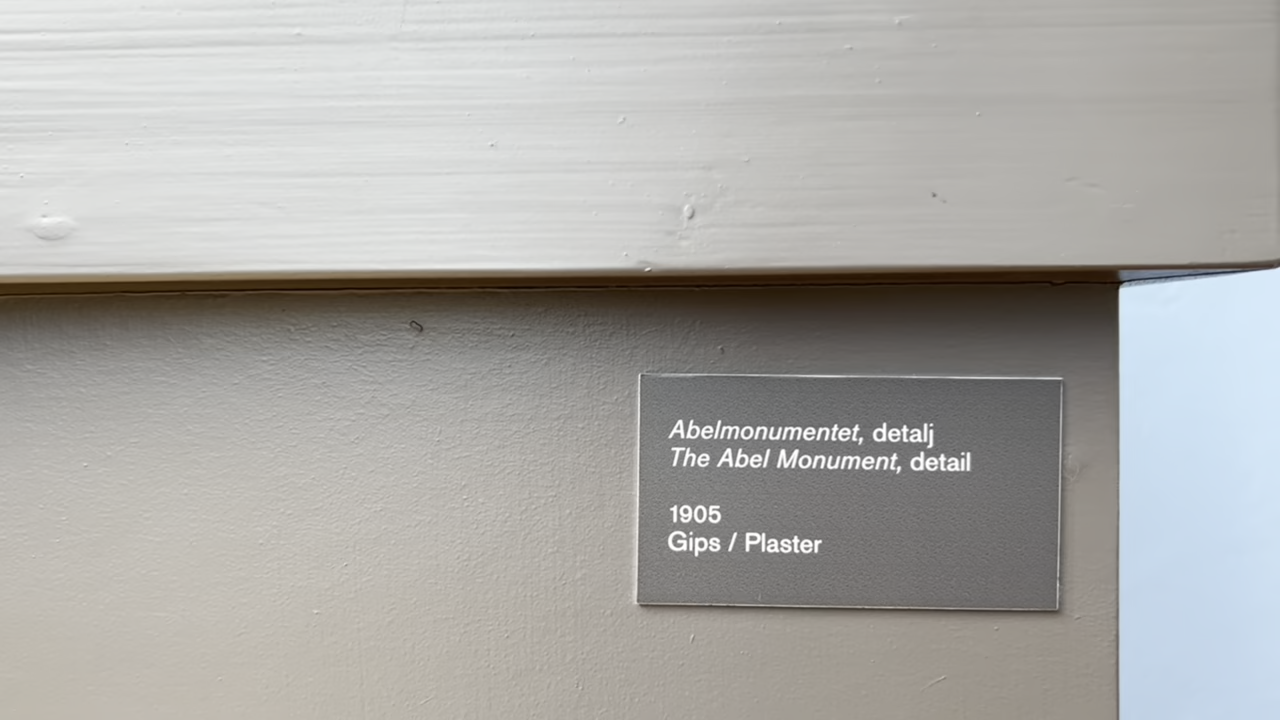 Abelmonumentet, detalj
The Abel Monument, detail
1905
Gips / Plaster